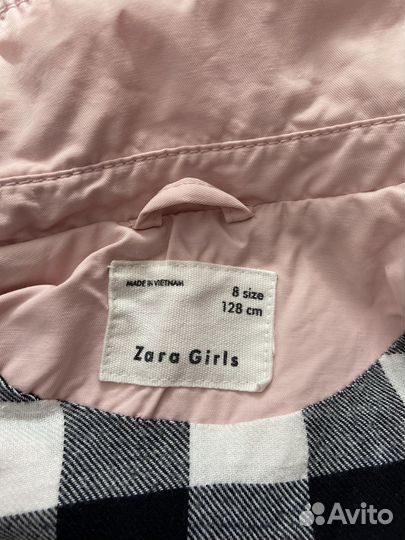 MADE IN VIETNAM
8 size
128 cm
Zara Girls
Avito